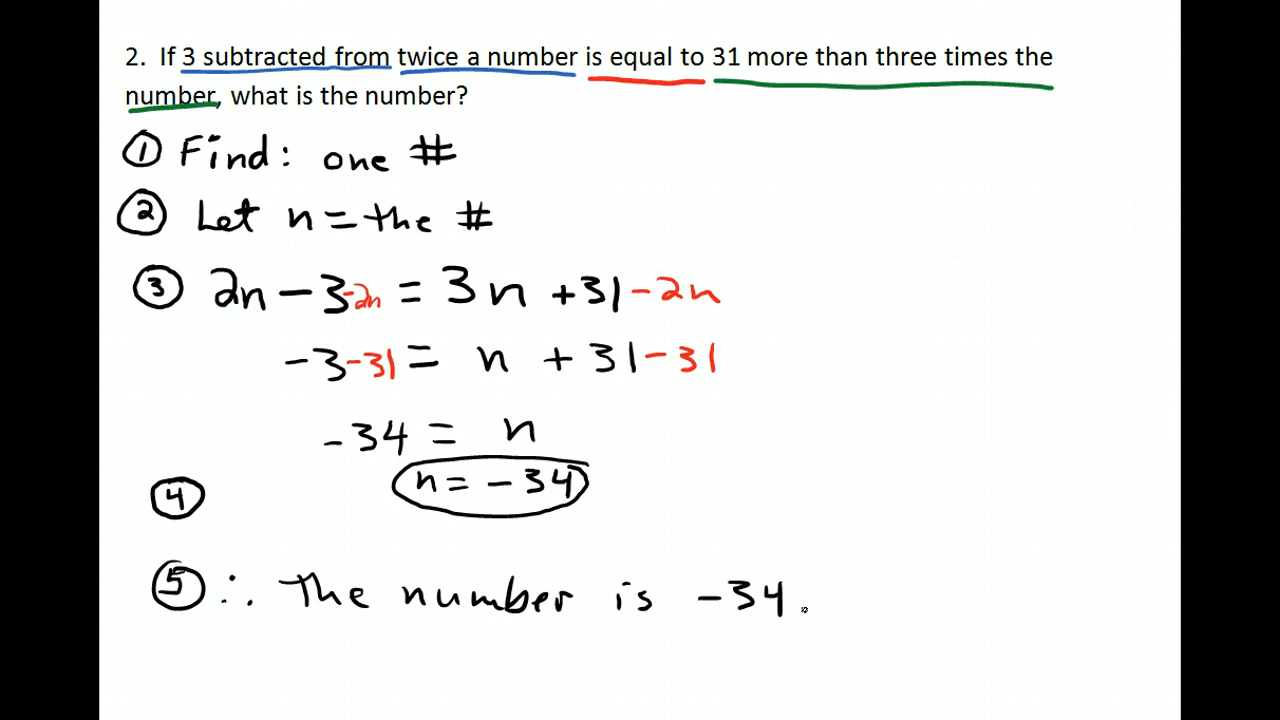 2. If 3 subtracted from twice a number is equal to 31 more than three times the
number, what is the number?
① Find: one #
② Let n = the #
③ 2n - 3 -2n = 3n + 31 - 2n
-3 -31 = n + 31 - 31
-34 = n
n = -34
④
⑤ ∴ The number is -34.